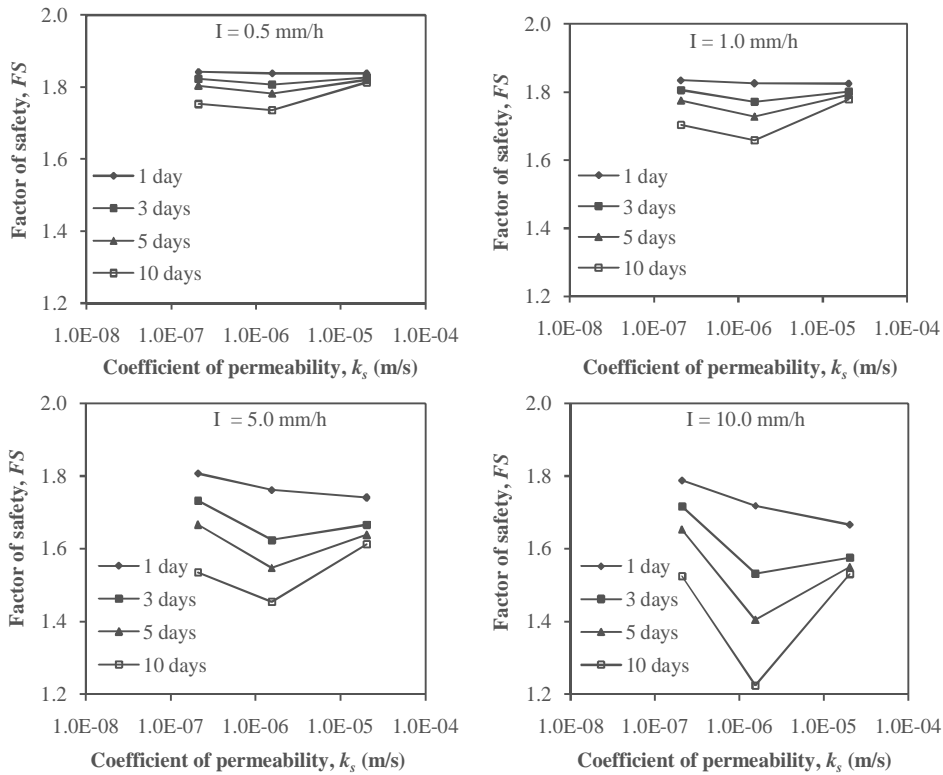 I = 0.5 mm/h
Factor of safety, FS
2.0
1.8
1.6
1.4
1.2
1 day
3 days
5 days
10 days
1.0E-08 1.0E-07 1.0E-06 1.0E-05 1.0E-04
Coefficient of permeability, ks (m/s)
I = 1.0 mm/h
Factor of safety, FS
2.0
1.8
1.6
1.4
1.2
1 day
3 days
5 days
10 days
1.0E-08 1.0E-07 1.0E-06 1.0E-05 1.0E-04
Coefficient of permeability, ks (m/s)
I = 5.0 mm/h
Factor of safety, FS
2.0
1.8
1.6
1.4
1.2
1 day
3 days
5 days
10 days
1.0E-08 1.0E-07 1.0E-06 1.0E-05 1.0E-04
Coefficient of permeability, ks (m/s)
I = 10.0 mm/h
Factor of safety, FS
2.0
1.8
1.6
1.4
1.2
1 day
3 days
5 days
10 days
1.0E-08 1.0E-07 1.0E-06 1.0E-05 1.0E-04
Coefficient of permeability, ks (m/s)